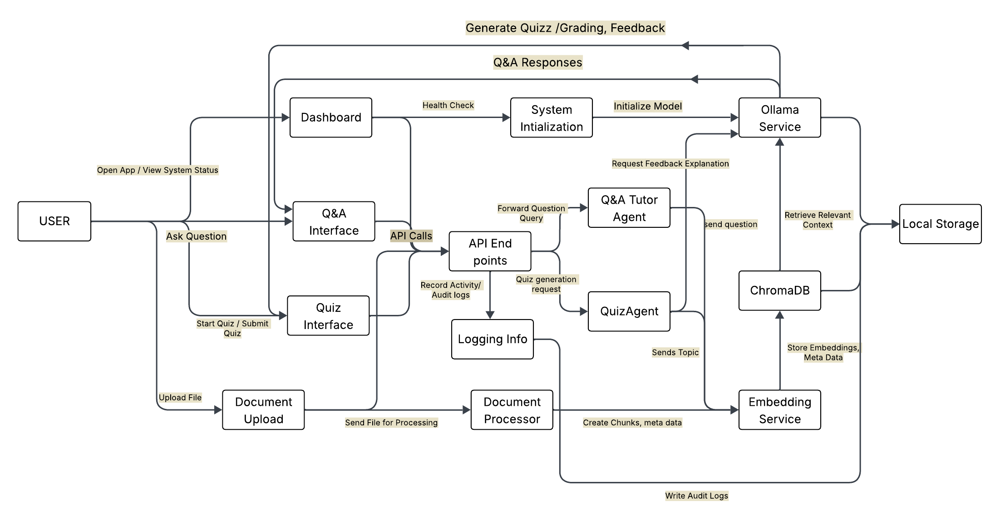 Generate Quizz /Grading, Feedback
Q&A Responses
Dashboard
Health Check
System
Intialization
Initialize Model
Ollama
Service
Open App / View System Status
Request Feedback Explanation
USER
Ask Question
Q&A
Interface
API Calls
API End
points
Forward Question
Query
Q&A Tutor
Agent
send question
Retrieve Relevant
Context
Local Storage
Quiz generation
request
Record Activity/
Audit logs
Quiz
Interface
Start Quiz / Submit
Quiz
QuizAgent
ChromaDB
Logging Info
Sends Topic
Store Embeddings,
Meta Data
Upload File
Document
Upload
Send File for Processing
Document
Processor
Create Chunks, meta data
Embedding
Service
Write Audit Logs